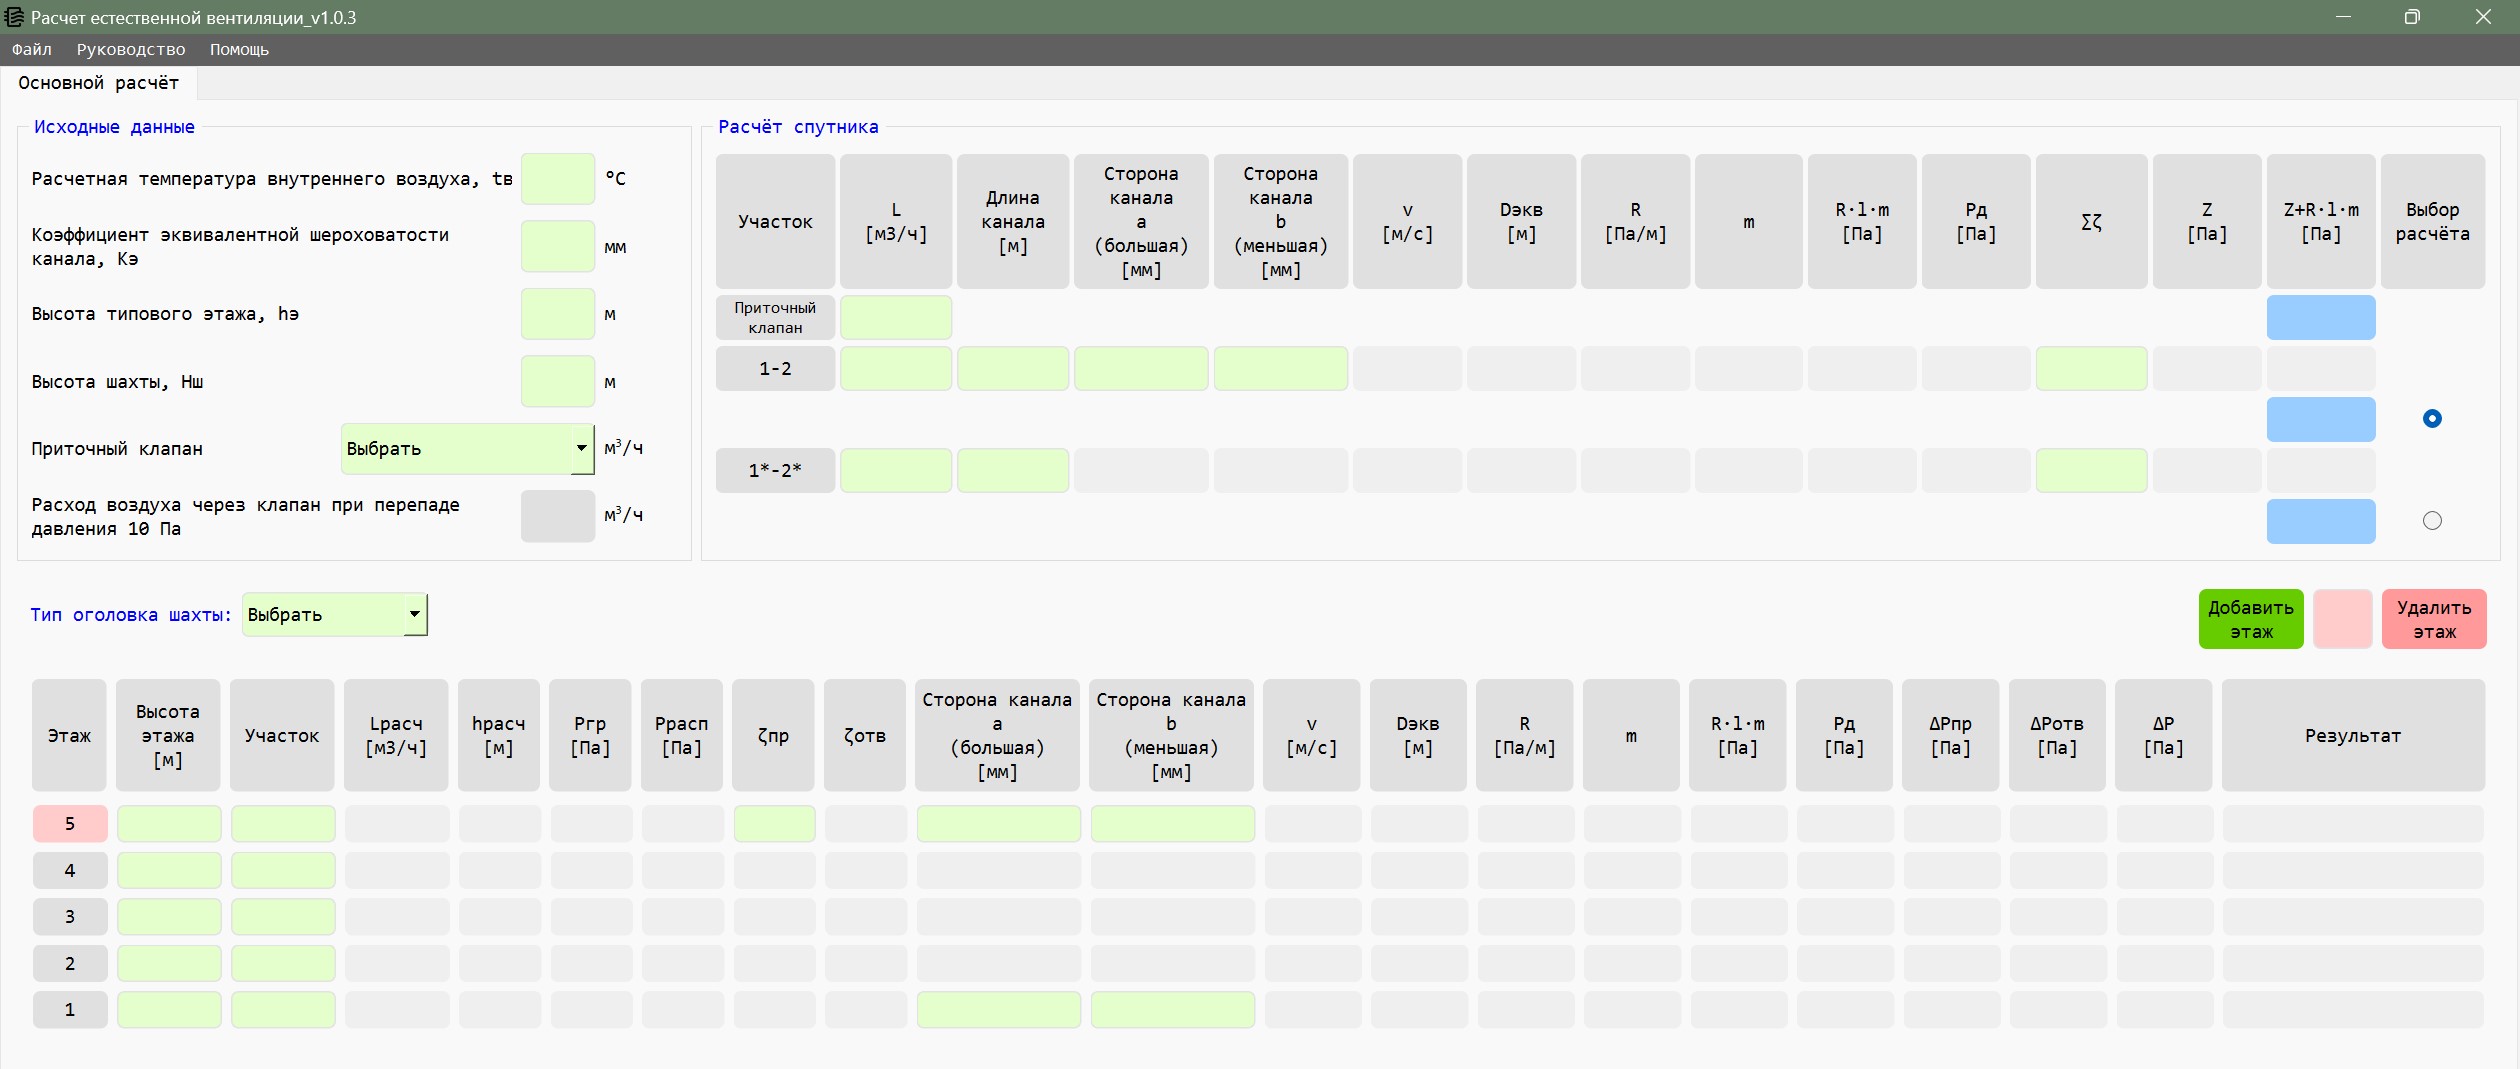 Расчет естественной вентиляции_v1.0.3
Файл Руководство Помощь
Основной расчёт
Исходные данные
Расчетная температура внутреннего воздуха, tв °C
Коэффициент эквивалентной шероховатости
канала, Kэ
мм
Высота типового этажа, hэ м
Высота шахты, Hш м
Приточный клапан Выбрать м³/ч
Расход воздуха через клапан при перепаде
давления 10 Па
м³/ч
Расчёт спутника
Участок
L
[м3/ч]
Длина
канала
[м]
Сторона
канала
a
(большая)
[мм]
Сторона
канала
b
(меньшая)
[мм]
v
[м/с]
Dэкв
[м]
R
[Па/м]
m
R·l·m
[Па]
Pд
[Па]
Σζ
Z
[Па]
Z+R·l·m
[Па]
Выбор
расчёта
Приточный
клапан
1-2
1*-2*
Тип оголовка шахты: Выбрать
Добавить
этаж
Удалить
этаж
Этаж
Высота
этажа
[м]
Участок
Lрасч
[м3/ч]
hрасч
[м]
Pгр
[Па]
Pрасп
[Па]
ζпр
ζотв
Сторона канала
a
(большая)
[мм]
Сторона канала
b
(меньшая)
[мм]
v
[м/с]
Dэкв
[м]
R
[Па/м]
m
R·l·m
[Па]
Pд
[Па]
ΔPпр
[Па]
ΔPотв
[Па]
ΔP
[Па]
Результат
5
4
3
2
1